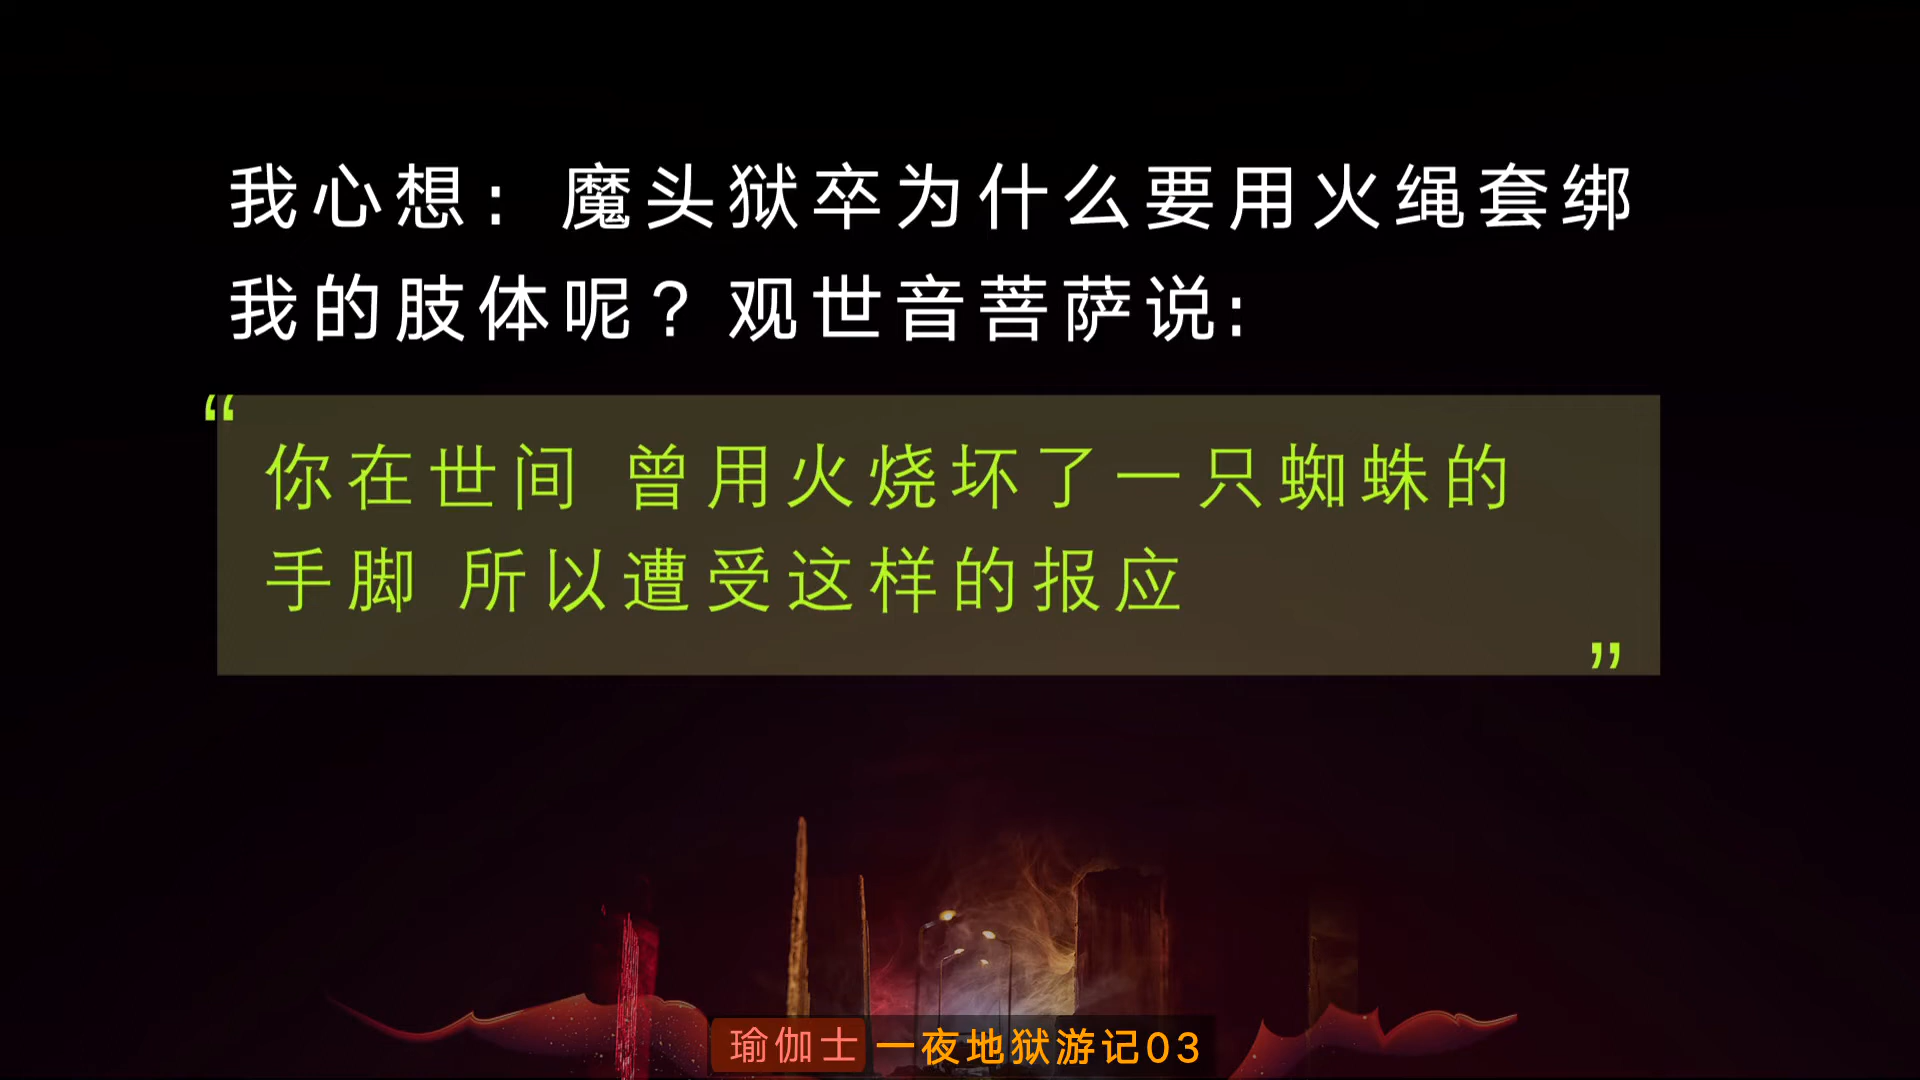 我心想：魔头狱卒为什么要用火绳套绑
我的肢体呢？观世音菩萨说:
“
你在世间 曾用火烧坏了一只蜘蛛的
手脚 所以遭受这样的报应
”
瑜伽士 一夜地狱游记03